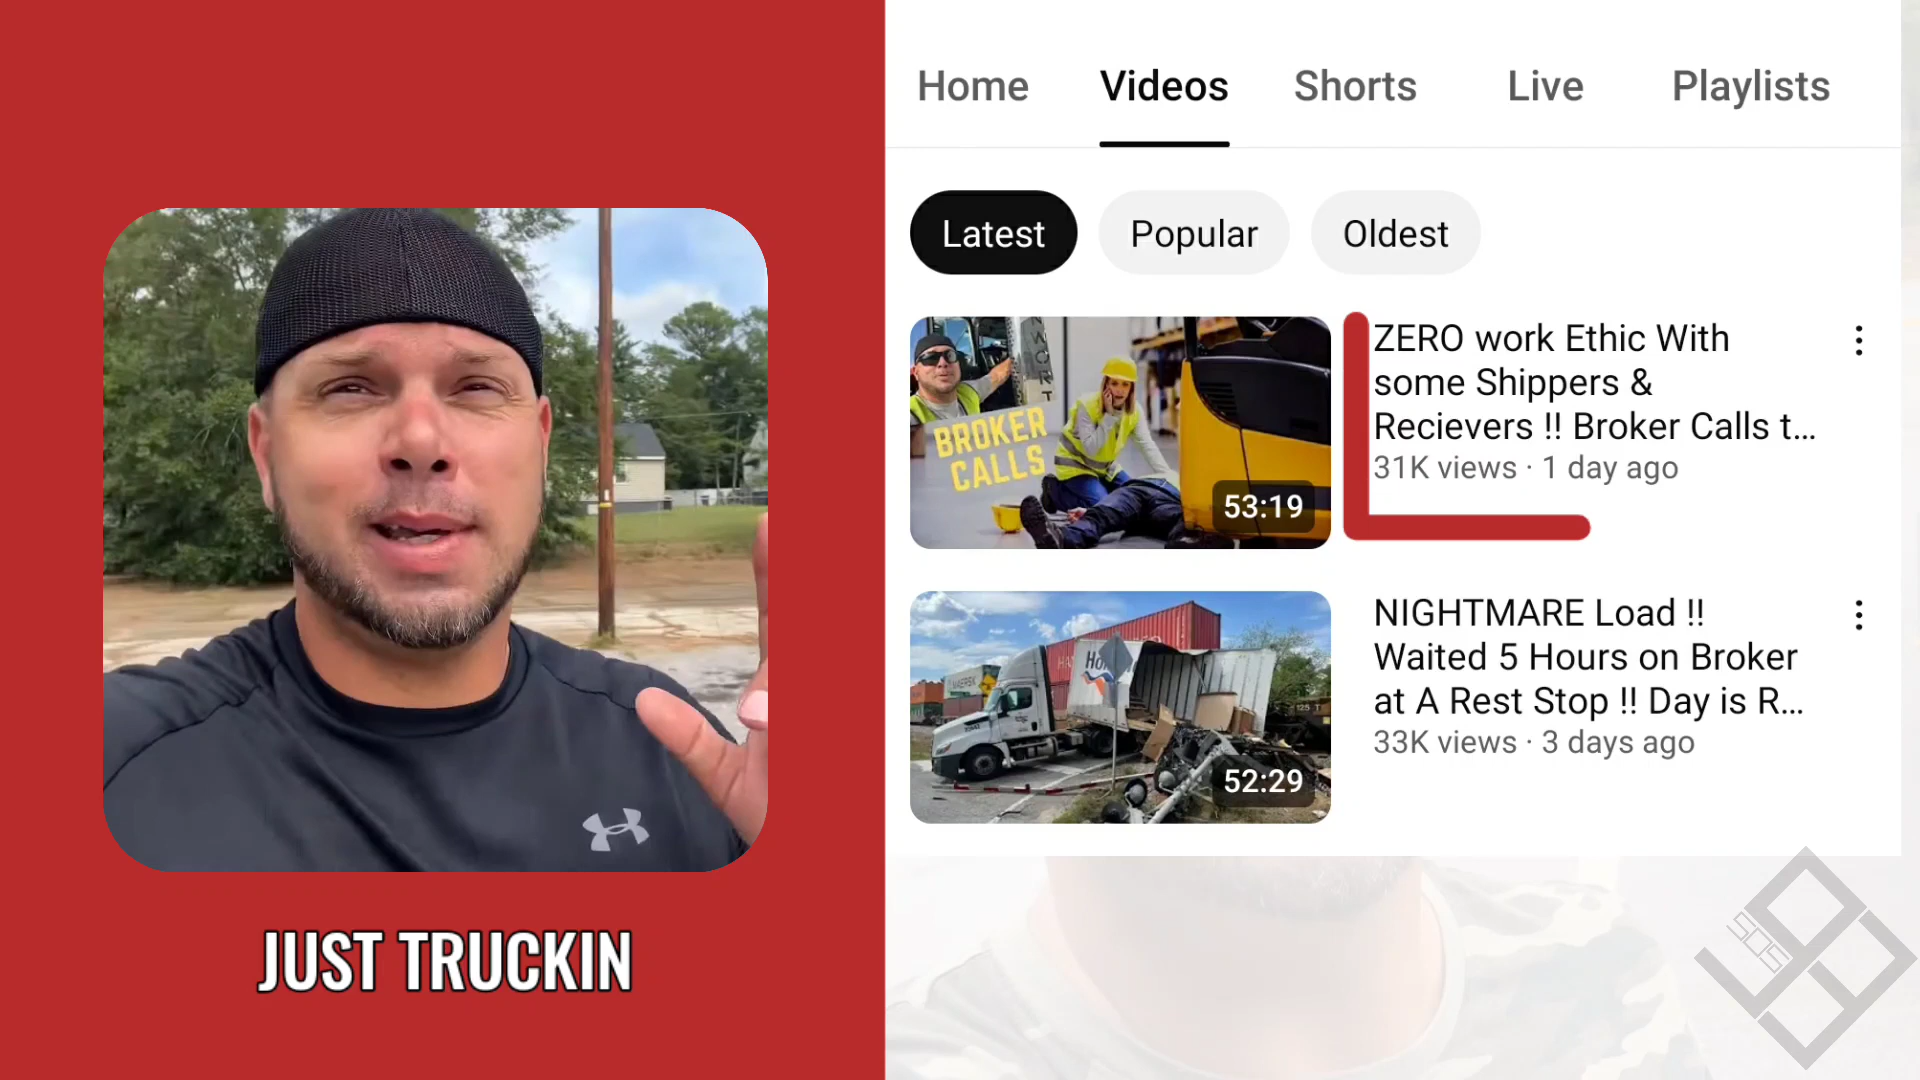 Home Videos Shorts Live Playlists
Latest Popular Oldest
BROKER
CALLS
53:19
ZERO work Ethic With
some Shippers &
Recievers !! Broker Calls t...
31K views · 1 day ago
52:29
NIGHTMARE Load !!
Waited 5 Hours on Broker
at A Rest Stop !! Day is R...
33K views · 3 days ago
JUST TRUCKIN
SDS